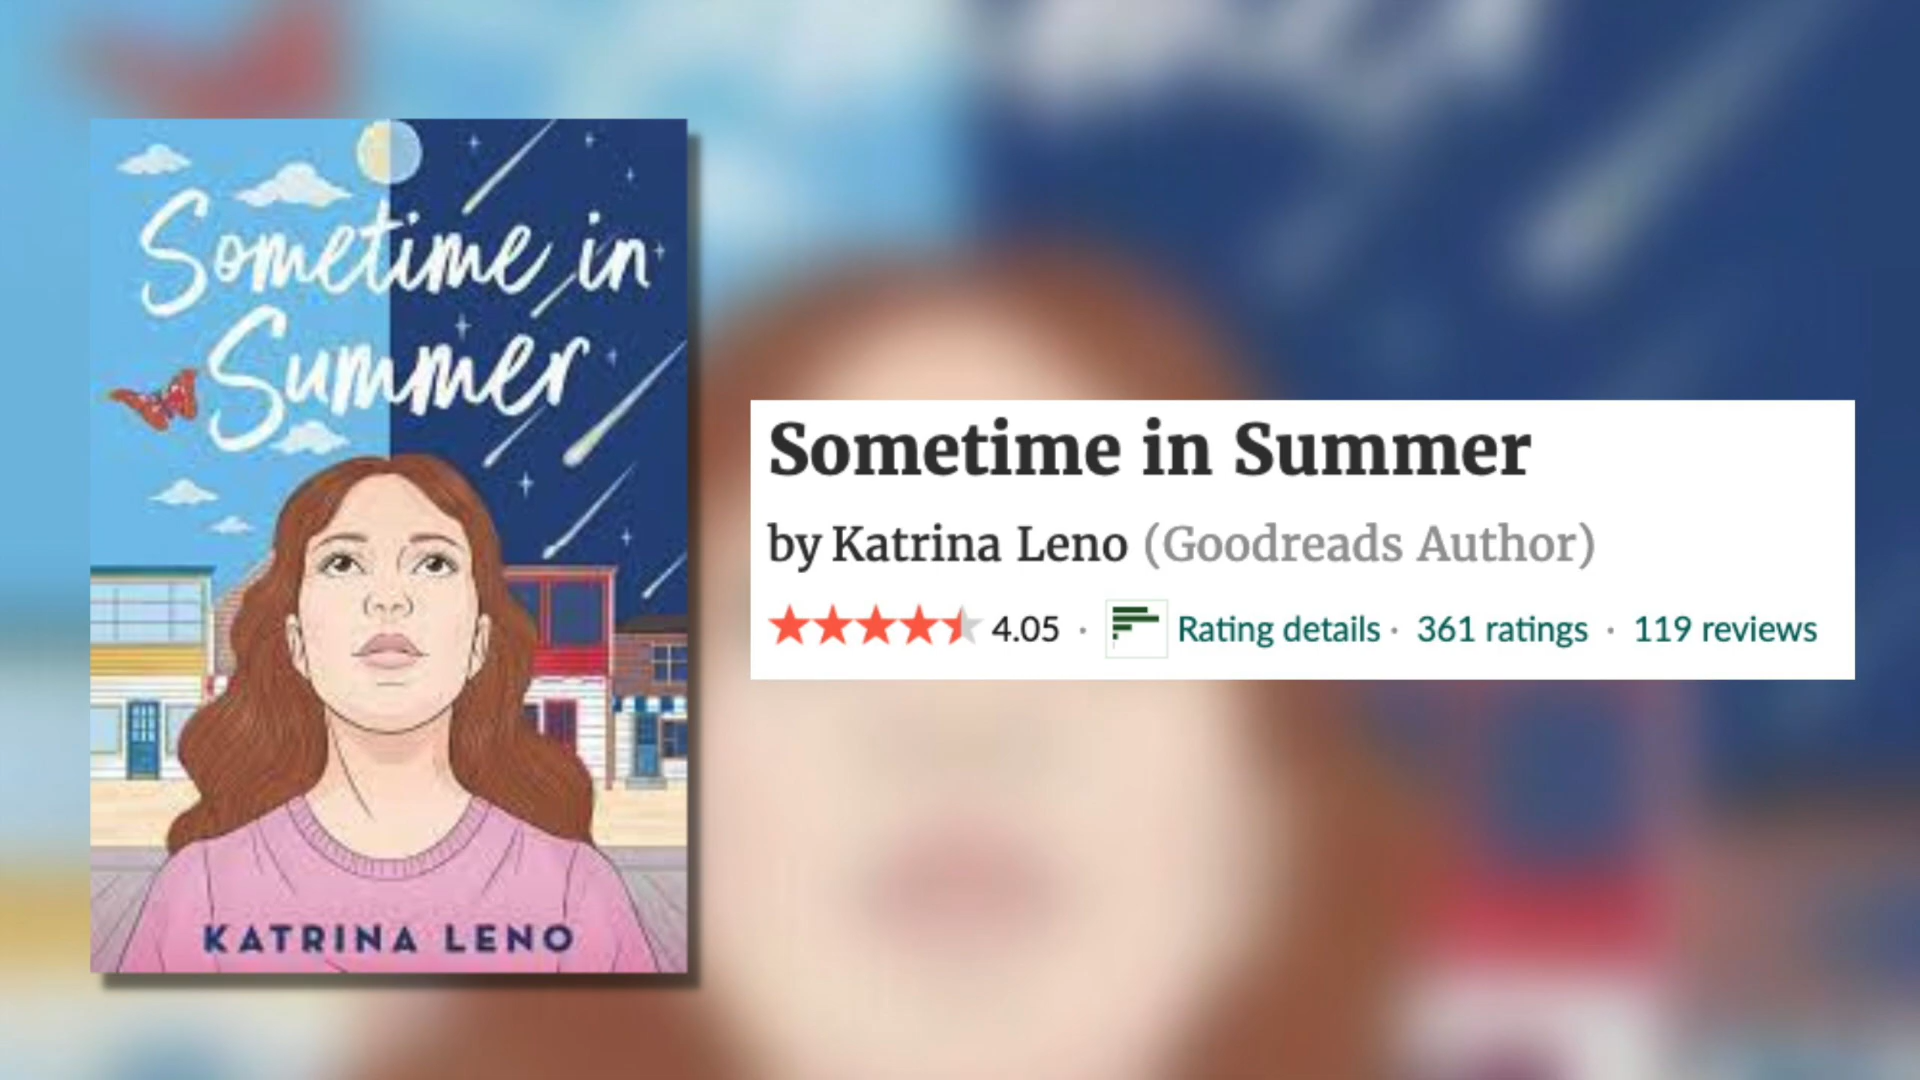 Sometime in
Summer
KATRINA LENO
Sometime in Summer
by Katrina Leno (Goodreads Author)
4.05 · Rating details · 361 ratings · 119 reviews